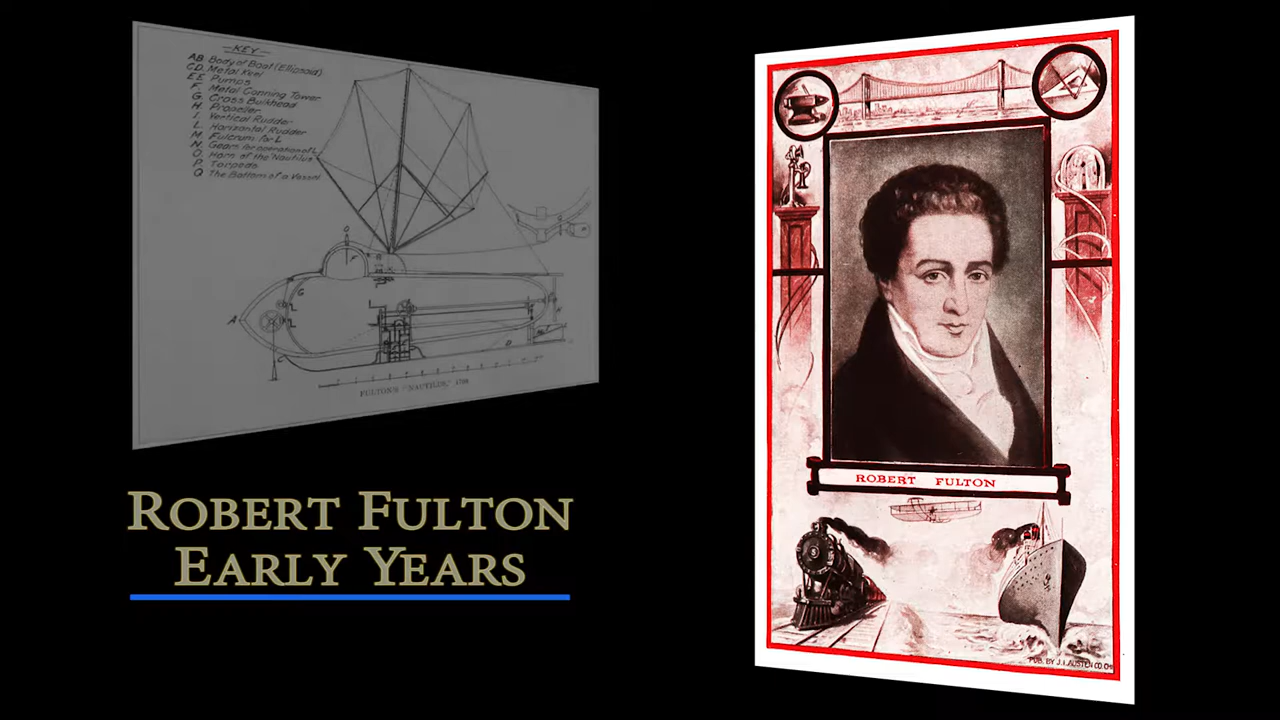 KEY
AB. Body of Boat (Ellipsoid)
CD. Metal Keel
EE. Pumps
F. Metal Conning Tower
G. Cross Bulkhead
H. Propeller
I. Vertical Rudder
L. Horizontal Rudder
M. Fulcrum for L
N. Gears for operation of L
O. Horn of the "Nautilus"
P. Torpedo
Q. The Bottom of a Vessel
FULTON'S "NAUTILUS," 1798
ROBERT FULTON
EARLY YEARS
ROBERT FULTON
PUB. BY J.I. AUSTEN CO.